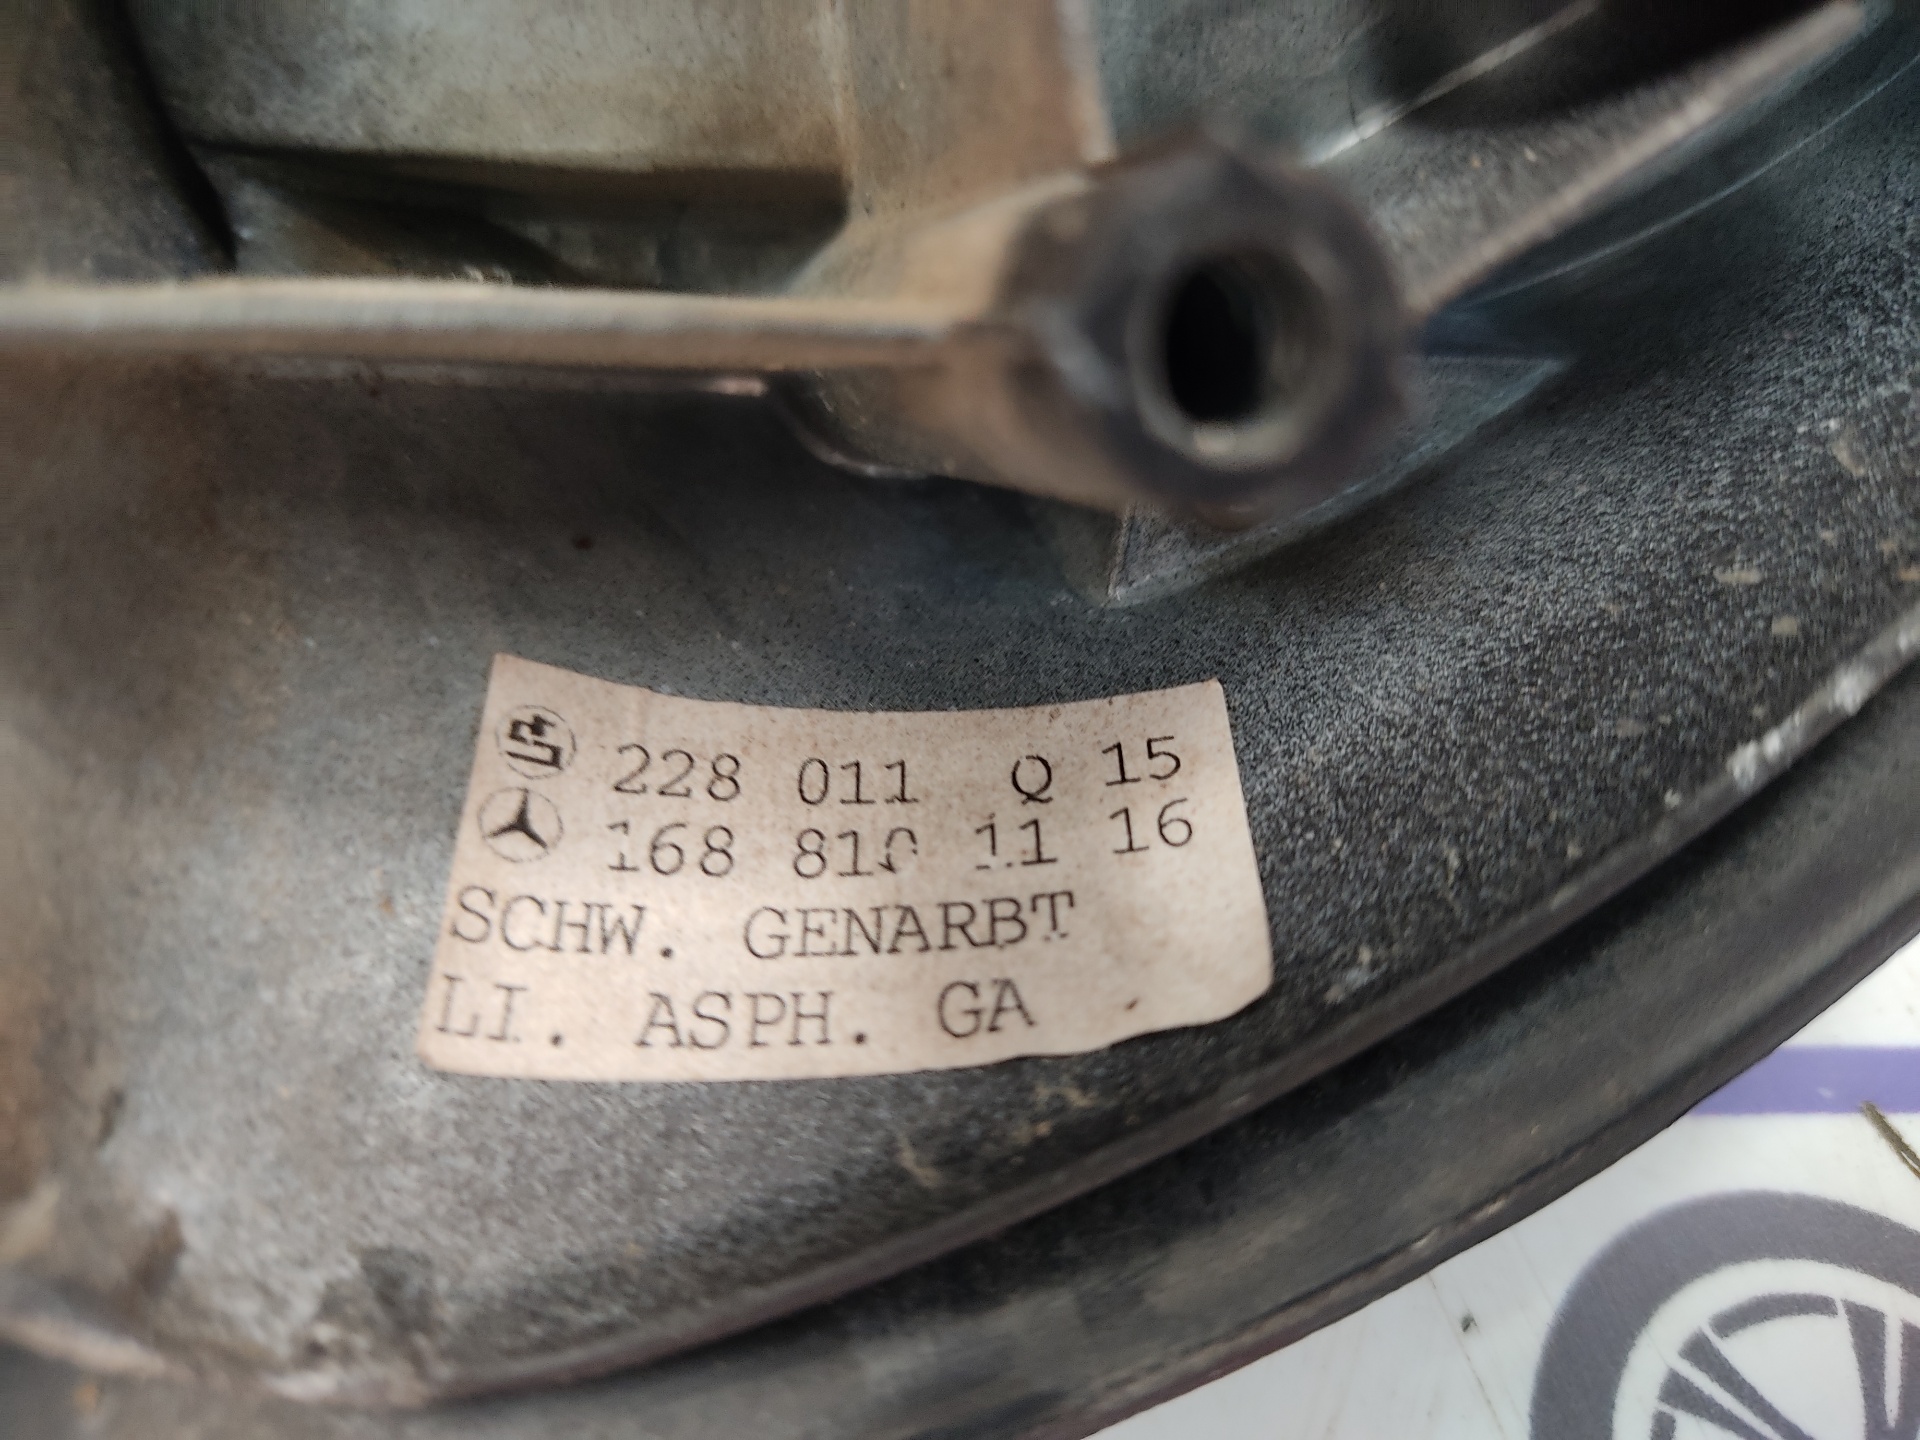 228 011 Q 15
168 810 11 16
SCHW. GENARBT
LI. ASPH. GA